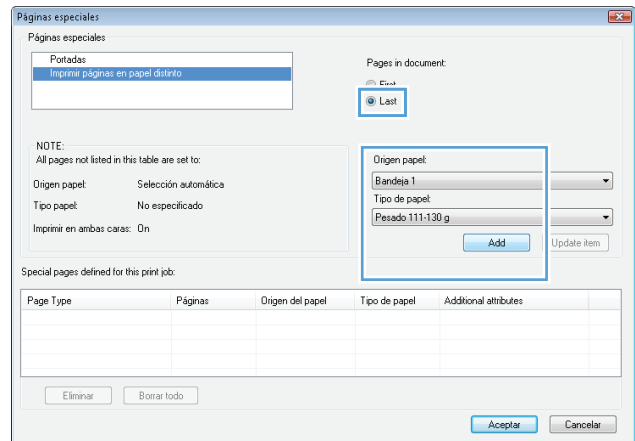 Páginas especiales
Páginas especiales
Portadas
Imprimir páginas en papel distinto
Pages in document:
First
Last
NOTE:
All pages not listed in this table are set to:
Origen papel: Selección automática
Tipo papel: No especificado
Imprimir en ambas caras: On
Origen papel:
Bandeja 1
Tipo de papel:
Pesado 111-130 g
Add Update item
Special pages defined for this print job:
Page Type Páginas Origen del papel Tipo de papel Additional attributes
Eliminar Borrar todo
Aceptar Cancelar